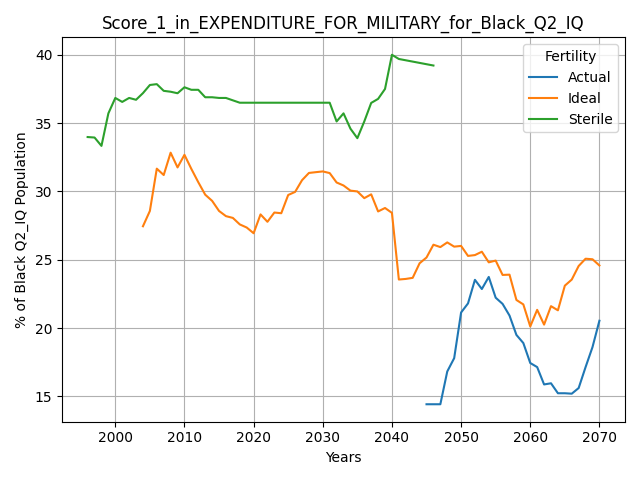 Score_1_in_EXPENDITURE_FOR_MILITARY_for_Black_Q2_IQ
Fertility
Actual
Ideal
Sterile
% of Black Q2_IQ Population
40
35
30
25
20
15
2000
2010
2020
2030
2040
2050
2060
2070
Years